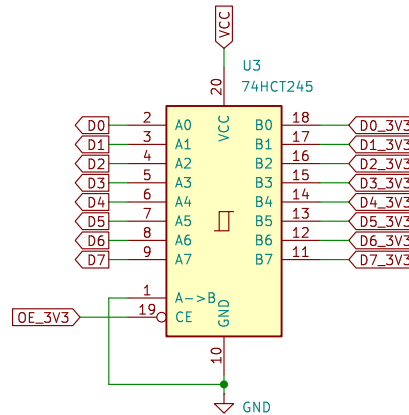 VCC
U3
74HCT245
20
VCC
D0 2 A0 B0 18 D0_3V3
D1 3 A1 B1 17 D1_3V3
D2 4 A2 B2 16 D2_3V3
D3 5 A3 B3 15 D3_3V3
D4 6 A4 B4 14 D4_3V3
D5 7 A5 B5 13 D5_3V3
D6 8 A6 B6 12 D6_3V3
D7 9 A7 B7 11 D7_3V3
1 A->B
OE_3V3 19 CE
GND
10
GND